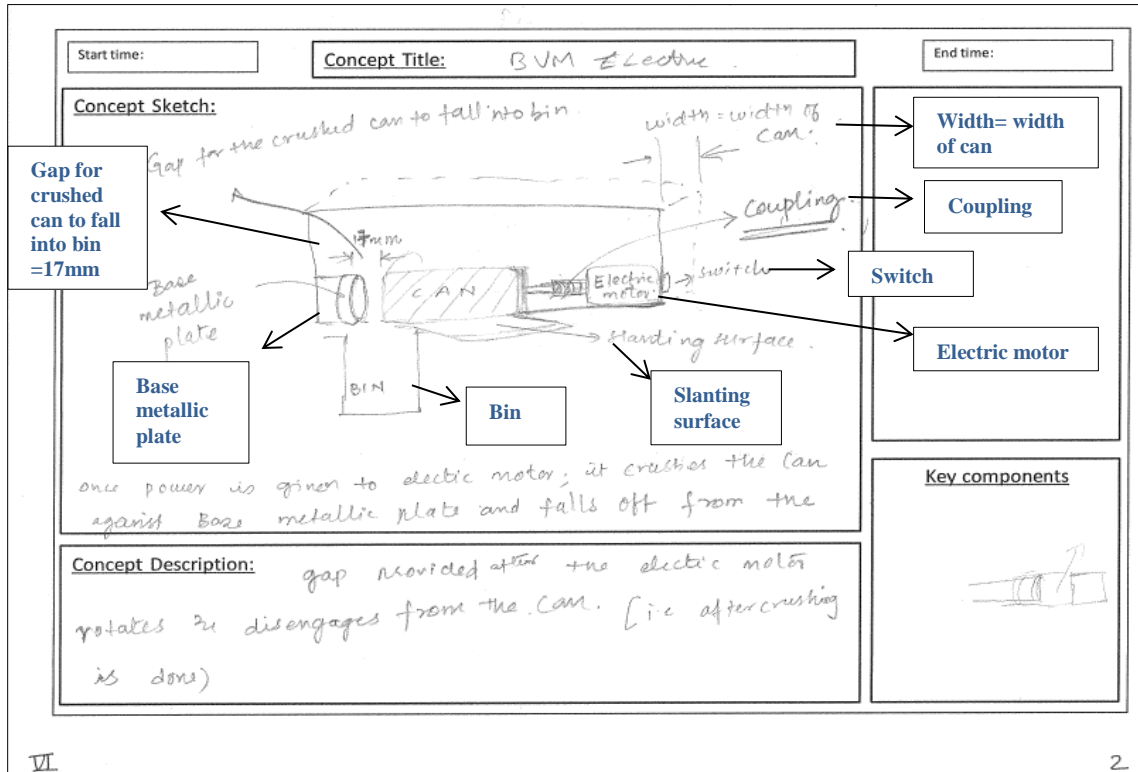 Start time:
Concept Title: BVM Electric.
End time:
Concept Sketch:
Gap for the crushed can to fall into bin.
width = width of
can.
Width= width
of can
Gap for
crushed
can to fall
into bin
=17mm
Coupling
Coupling
17mm
Base
metallic
plate
CAN
Electric
motor.
switch
Switch
slanding surface.
Electric motor
BIN
Base
metallic
plate
Bin
Slanting
surface
once power is given to electic motor; it crushes the Can
against Base metallic plate and falls off from the
Key components
Concept Description: gap provided after the electic motor
rotates & disengages from the can. [i.e after crushing
is done)
VI
2